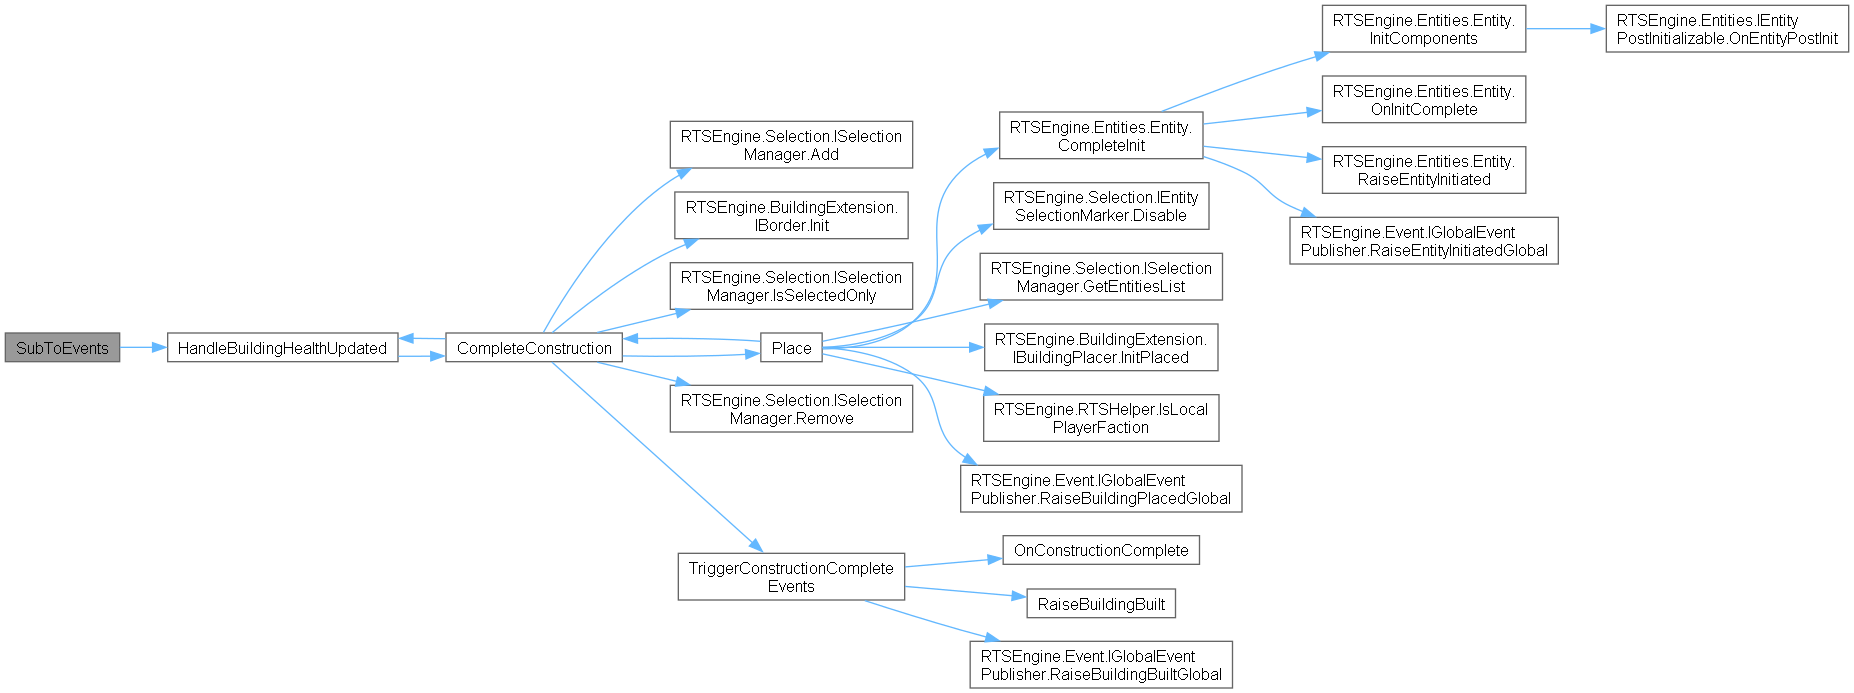 SubToEvents
HandleBuildingHealthUpdated
CompleteConstruction
RTSEngine.Selection.ISelection
Manager.Add
RTSEngine.BuildingExtension.
IBorder.Init
RTSEngine.Selection.ISelection
Manager.IsSelectedOnly
Place
RTSEngine.Selection.ISelection
Manager.Remove
TriggerConstructionComplete
Events
RTSEngine.Entities.Entity.
CompleteInit
RTSEngine.Selection.IEntity
SelectionMarker.Disable
RTSEngine.Selection.ISelection
Manager.GetEntitiesList
RTSEngine.BuildingExtension.
IBuildingPlacer.InitPlaced
RTSEngine.RTSHelper.IsLocal
PlayerFaction
RTSEngine.Event.IGlobalEvent
Publisher.RaiseBuildingPlacedGlobal
OnConstructionComplete
RaiseBuildingBuilt
RTSEngine.Event.IGlobalEvent
Publisher.RaiseBuildingBuiltGlobal
RTSEngine.Entities.Entity.
InitComponents
RTSEngine.Entities.Entity.
OnInitComplete
RTSEngine.Entities.Entity.
RaiseEntityInitiated
RTSEngine.Event.IGlobalEvent
Publisher.RaiseEntityInitiatedGlobal
RTSEngine.Entities.IEntity
PostInitializable.OnEntityPostInit